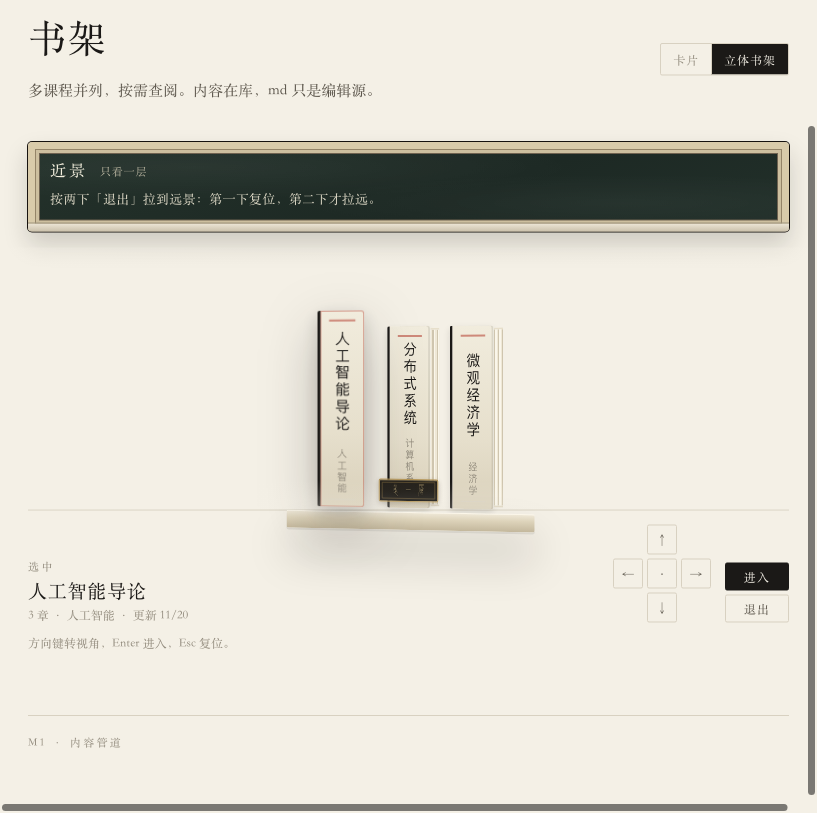 书架
多课程并列，按需查阅。内容在库，md 只是编辑源。
卡片
立体书架
近景 只看一层
按两下「退出」拉到远景：第一下复位，第二下才拉远。
人工智能导论
人工智能
分布式系统
计算机系
微观经济学
经济学
选中
人工智能导论
3 章 · 人工智能 · 更新 11/20
方向键转视角，Enter 进入，Esc 复位。
↑
← · →
↓
进入
退出
M1 · 内容管道